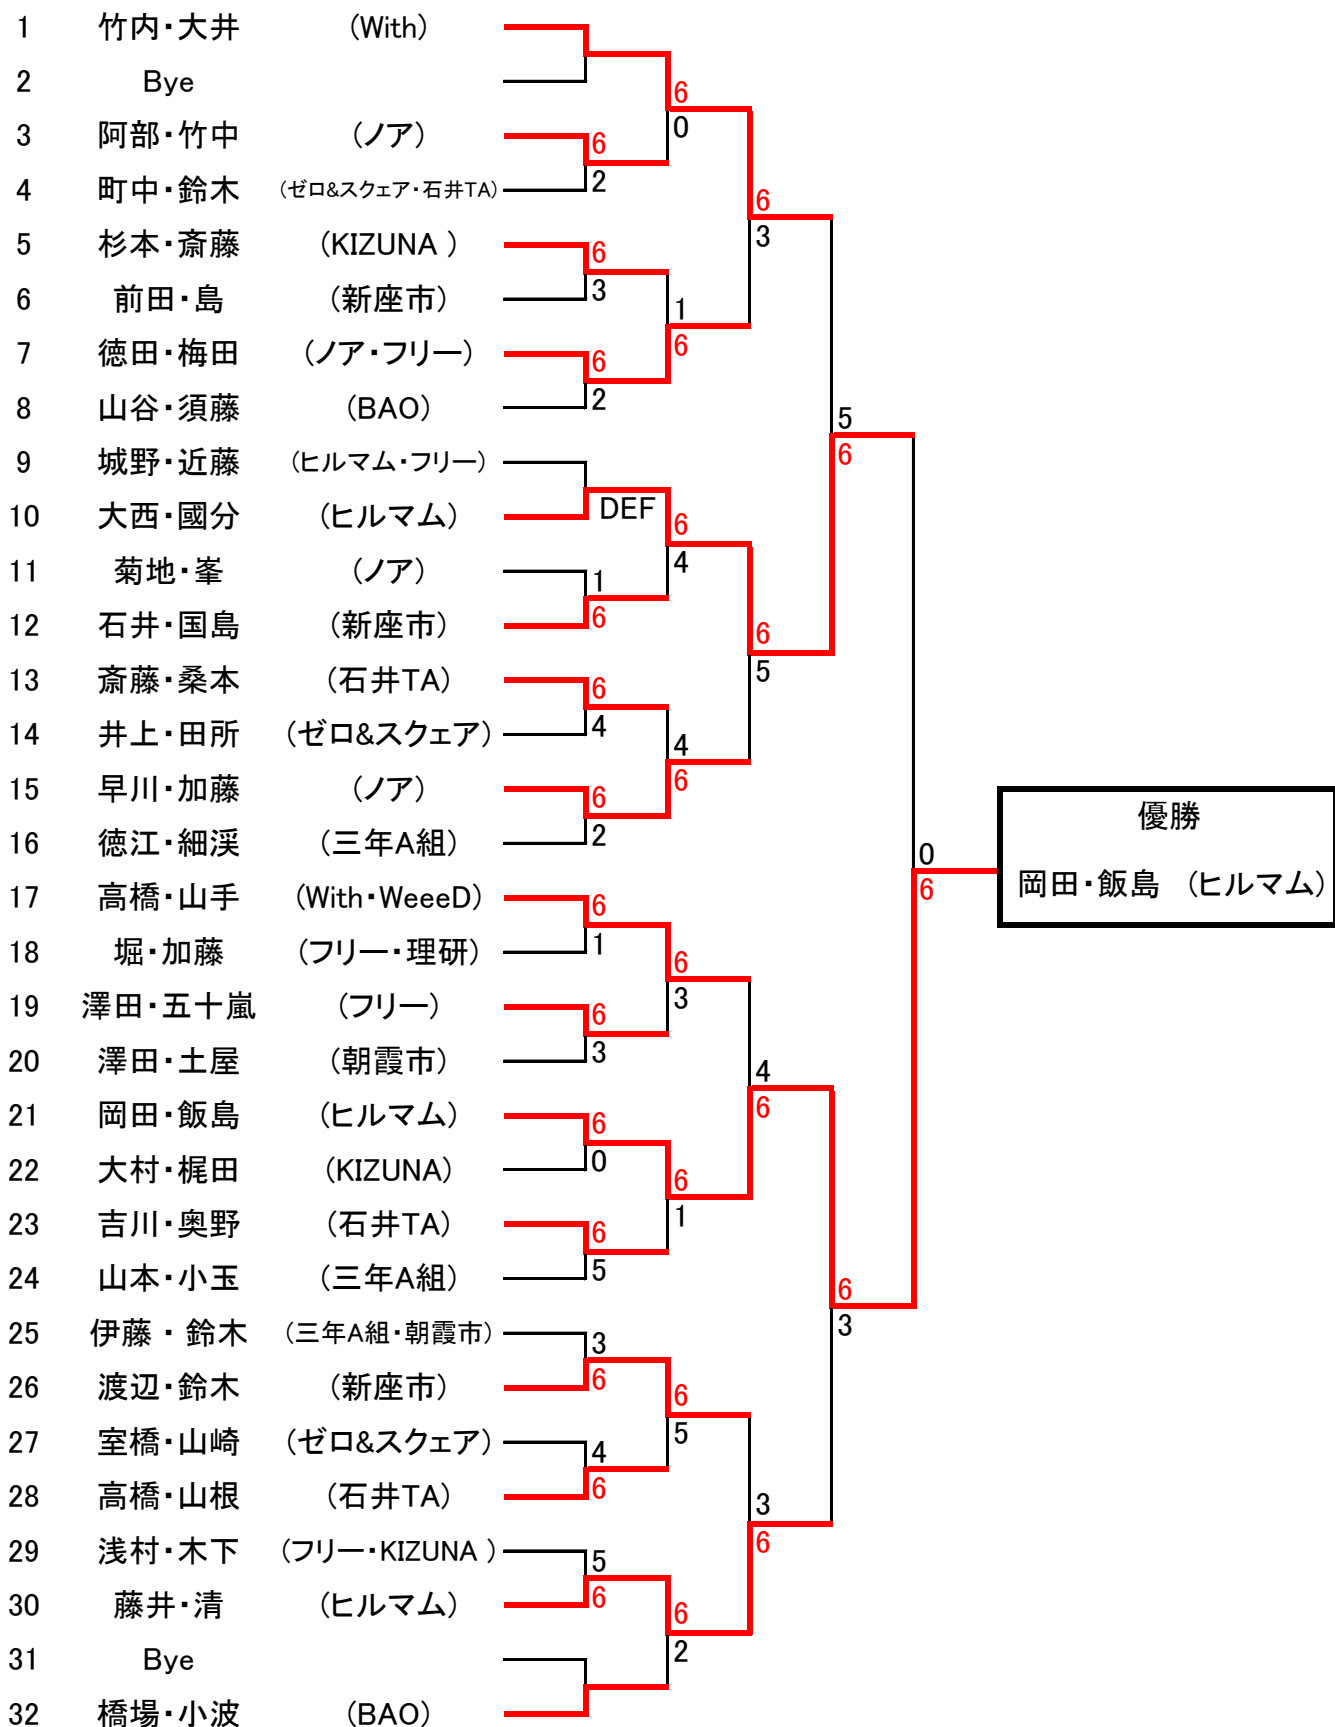 1 竹内・大井 (With)
2 Bye
6
0
3 阿部・竹中 (ノア) 6
4 町中・鈴木 (ゼロ&スクェア・石井TA) 2
6
3
5 杉本・斎藤 (KIZUNA ) 6
6 前田・島 (新座市) 3
1
6
7 徳田・梅田 (ノア・フリー) 6
8 山谷・須藤 (BAO) 2
5
6
9 城野・近藤 (ヒルマム・フリー)
10 大西・國分 (ヒルマム) DEF 6
4
11 菊地・峯 (ノア) 1
12 石井・国島 (新座市) 6
6
5
13 斎藤・桑本 (石井TA) 6
14 井上・田所 (ゼロ&スクェア) 4
4
6
15 早川・加藤 (ノア) 6
16 徳江・細渓 (三年A組) 2
優勝
0
6
岡田・飯島 (ヒルマム)
17 高橋・山手 (With・WeeeD) 6
18 堀・加藤 (フリー・理研) 1
6
3
19 澤田・五十嵐 (フリー) 6
20 澤田・土屋 (朝霞市) 3
4
6
21 岡田・飯島 (ヒルマム) 6
22 大村・梶田 (KIZUNA) 0
6
1
23 吉川・奥野 (石井TA) 6
24 山本・小玉 (三年A組) 5
6
3
25 伊藤・鈴木 (三年A組・朝霞市) 3
26 渡辺・鈴木 (新座市) 6
6
5
27 室橋・山崎 (ゼロ&スクェア) 4
28 高橋・山根 (石井TA) 6
3
6
29 浅村・木下 (フリー・KIZUNA ) 5
30 藤井・清 (ヒルマム) 6
6
2
31 Bye
32 橋場・小波 (BAO)